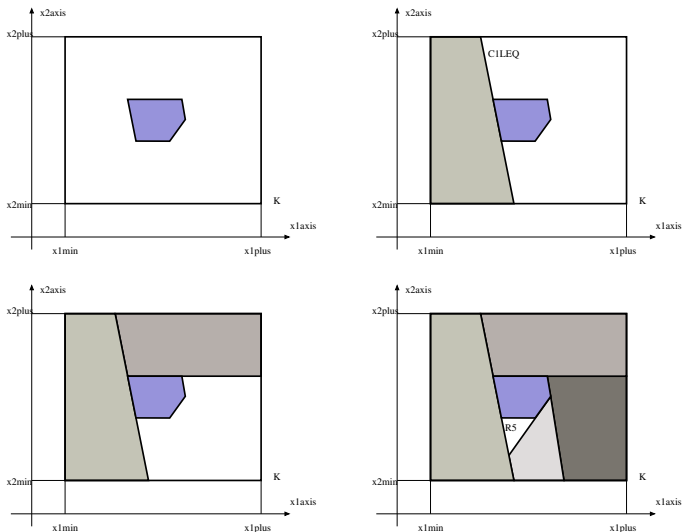 x2axis
x2plus
x2min
K
x1axis
x1min
x1plus
x2axis
x2plus
C1LEQ
x2min
K
x1axis
x1min
x1plus
x2axis
x2plus
x2min
K
x1axis
x1min
x1plus
x2axis
x2plus
R5
x2min
K
x1axis
x1min
x1plus